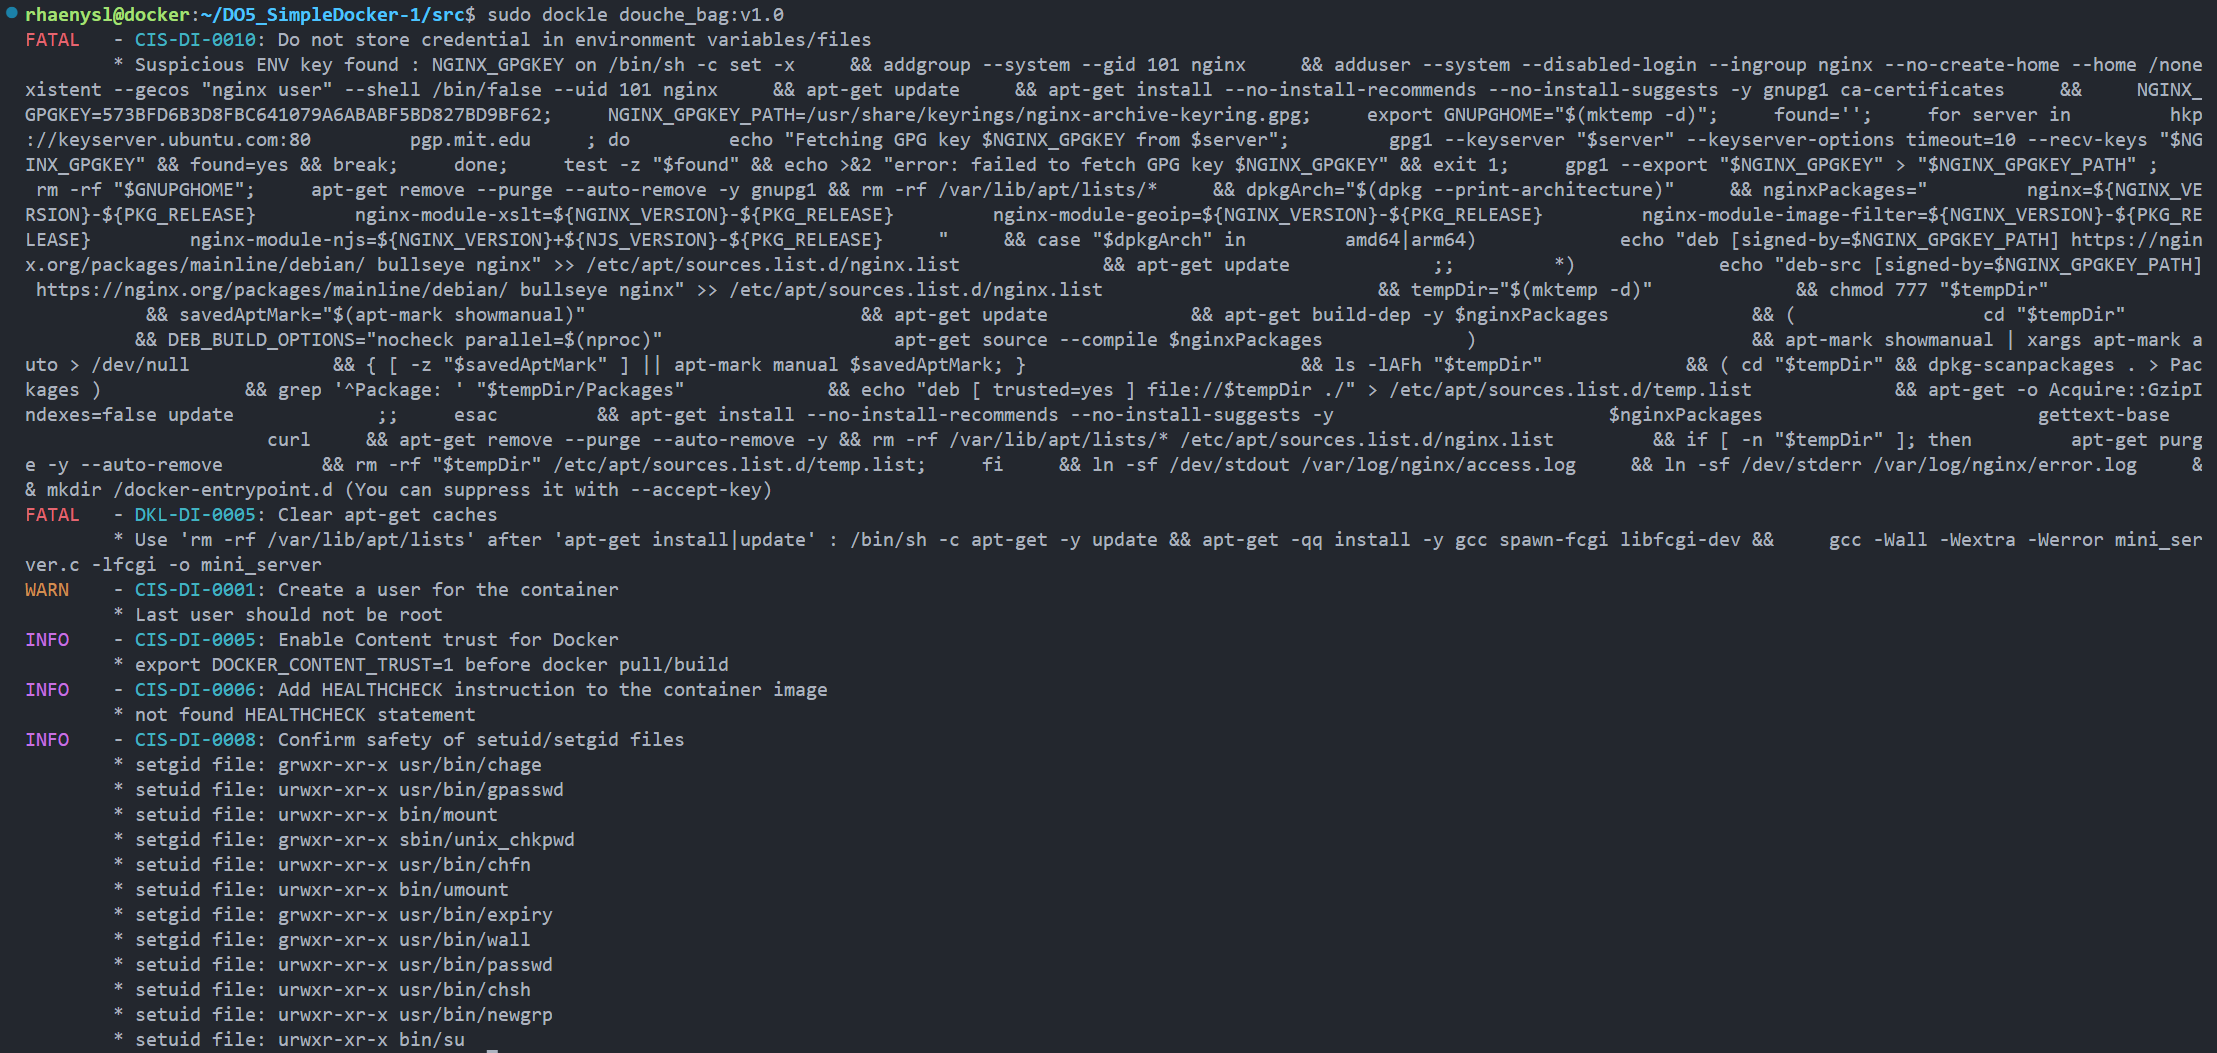 rhaenysl@docker:~/DO5_SimpleDocker-1/src$ sudo dockle douche_bag:v1.0
FATAL   - CIS-DI-0010: Do not store credential in environment variables/files
        * Suspicious ENV key found : NGINX_GPGKEY on /bin/sh -c set -x     && addgroup --system --gid 101 nginx     && adduser --system --disabled-login --ingroup nginx --no-create-home --home /none
xistent --gecos "nginx user" --shell /bin/false --uid 101 nginx     && apt-get update     && apt-get install --no-install-recommends --no-install-suggests -y gnupg1 ca-certificates     &&     NGINX_
GPGKEY=573BFD6B3D8FBC641079A6ABABF5BD827BD9BF62;     NGINX_GPGKEY_PATH=/usr/share/keyrings/nginx-archive-keyring.gpg;     export GNUPGHOME="$(mktemp -d)";     found='';     for server in         hkp
://keyserver.ubuntu.com:80         pgp.mit.edu     ; do         echo "Fetching GPG key $NGINX_GPGKEY from $server";         gpg1 --keyserver "$server" --keyserver-options timeout=10 --recv-keys "$NG
INX_GPGKEY" && found=yes && break;     done;     test -z "$found" && echo >&2 "error: failed to fetch GPG key $NGINX_GPGKEY" && exit 1;     gpg1 --export "$NGINX_GPGKEY" > "$NGINX_GPGKEY_PATH" ;
 rm -rf "$GNUPGHOME";     apt-get remove --purge --auto-remove -y gnupg1 && rm -rf /var/lib/apt/lists/*     && dpkgArch="$(dpkg --print-architecture)"     && nginxPackages="         nginx=${NGINX_VE
RSION}-${PKG_RELEASE}         nginx-module-xslt=${NGINX_VERSION}-${PKG_RELEASE}         nginx-module-geoip=${NGINX_VERSION}-${PKG_RELEASE}         nginx-module-image-filter=${NGINX_VERSION}-${PKG_RE
LEASE}         nginx-module-njs=${NGINX_VERSION}+${NJS_VERSION}-${PKG_RELEASE}     "     && case "$dpkgArch" in         amd64|arm64)             echo "deb [signed-by=$NGINX_GPGKEY_PATH] https://ngin
x.org/packages/mainline/debian/ bullseye nginx" >> /etc/apt/sources.list.d/nginx.list             && apt-get update             ;;         *)             echo "deb-src [signed-by=$NGINX_GPGKEY_PATH]
 https://nginx.org/packages/mainline/debian/ bullseye nginx" >> /etc/apt/sources.list.d/nginx.list                         && tempDir="$(mktemp -d)"             && chmod 777 "$tempDir"
           && savedAptMark="$(apt-mark showmanual)"                         && apt-get update             && apt-get build-dep -y $nginxPackages             && (                 cd "$tempDir"
          && DEB_BUILD_OPTIONS="nocheck parallel=$(nproc)"                     apt-get source --compile $nginxPackages             )                         && apt-mark showmanual | xargs apt-mark a
uto > /dev/null             && { [ -z "$savedAptMark" ] || apt-mark manual $savedAptMark; }                         && ls -lAFh "$tempDir"             && ( cd "$tempDir" && dpkg-scanpackages . > Pac
kages )             && grep '^Package: ' "$tempDir/Packages"             && echo "deb [ trusted=yes ] file://$tempDir ./" > /etc/apt/sources.list.d/temp.list             && apt-get -o Acquire::GzipI
ndexes=false update             ;;     esac         && apt-get install --no-install-recommends --no-install-suggests -y                         $nginxPackages                         gettext-base
                      curl     && apt-get remove --purge --auto-remove -y && rm -rf /var/lib/apt/lists/* /etc/apt/sources.list.d/nginx.list         && if [ -n "$tempDir" ]; then         apt-get purg
e -y --auto-remove         && rm -rf "$tempDir" /etc/apt/sources.list.d/temp.list;     fi     && ln -sf /dev/stdout /var/log/nginx/access.log     && ln -sf /dev/stderr /var/log/nginx/error.log     &
& mkdir /docker-entrypoint.d (You can suppress it with --accept-key)
FATAL   - DKL-DI-0005: Clear apt-get caches
        * Use 'rm -rf /var/lib/apt/lists' after 'apt-get install|update' : /bin/sh -c apt-get -y update && apt-get -qq install -y gcc spawn-fcgi libfcgi-dev &&     gcc -Wall -Wextra -Werror mini_ser
ver.c -lfcgi -o mini_server
WARN    - CIS-DI-0001: Create a user for the container
        * Last user should not be root
INFO    - CIS-DI-0005: Enable Content trust for Docker
        * export DOCKER_CONTENT_TRUST=1 before docker pull/build
INFO    - CIS-DI-0006: Add HEALTHCHECK instruction to the container image
        * not found HEALTHCHECK statement
INFO    - CIS-DI-0008: Confirm safety of setuid/setgid files
        * setgid file: grwxr-xr-x usr/bin/chage
        * setuid file: urwxr-xr-x usr/bin/gpasswd
        * setuid file: urwxr-xr-x bin/mount
        * setgid file: grwxr-xr-x sbin/unix_chkpwd
        * setuid file: urwxr-xr-x usr/bin/chfn
        * setuid file: urwxr-xr-x bin/umount
        * setgid file: grwxr-xr-x usr/bin/expiry
        * setgid file: grwxr-xr-x usr/bin/wall
        * setuid file: urwxr-xr-x usr/bin/passwd
        * setuid file: urwxr-xr-x usr/bin/chsh
        * setuid file: urwxr-xr-x usr/bin/newgrp
        * setuid file: urwxr-xr-x bin/su